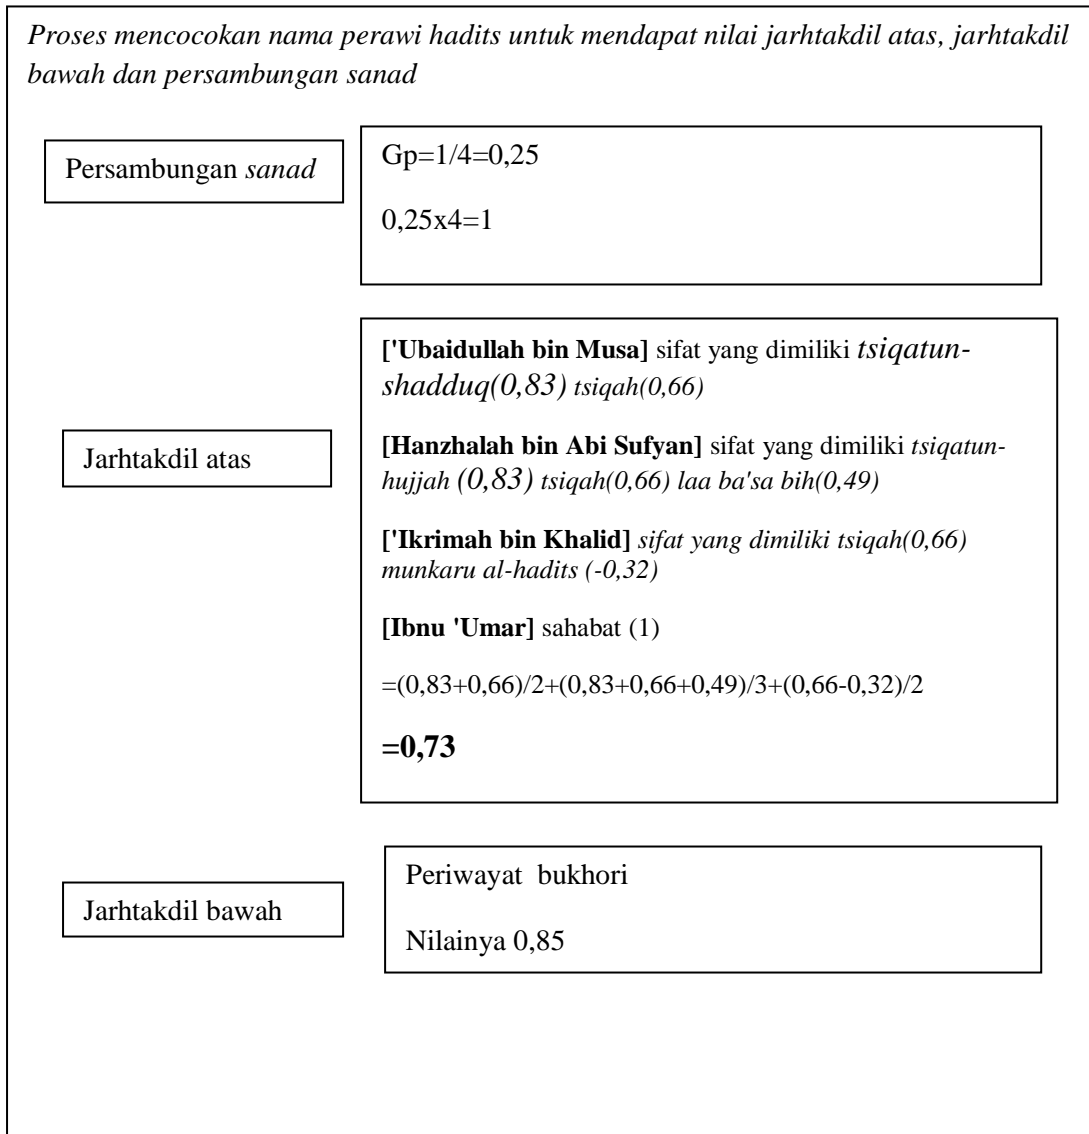 Proses mencocokan nama perawi hadits untuk mendapat nilai jarhtakdil atas, jarhtakdil
bawah dan persambungan sanad
Persambungan sanad
Gp=1/4=0,25
0,25x4=1
Jarhtakdil atas
['Ubaidullah bin Musa] sifat yang dimiliki tsiqatun-
shadduq(0,83) tsiqah(0,66)
[Hanzhalah bin Abi Sufyan] sifat yang dimiliki tsiqatun-
hujjah (0,83) tsiqah(0,66) laa ba'sa bih(0,49)
['Ikrimah bin Khalid] sifat yang dimiliki tsiqah(0,66)
munkaru al-hadits (-0,32)
[Ibnu 'Umar] sahabat (1)
=(0,83+0,66)/2+(0,83+0,66+0,49)/3+(0,66-0,32)/2
=0,73
Jarhtakdil bawah
Periwayat bukhori
Nilainya 0,85